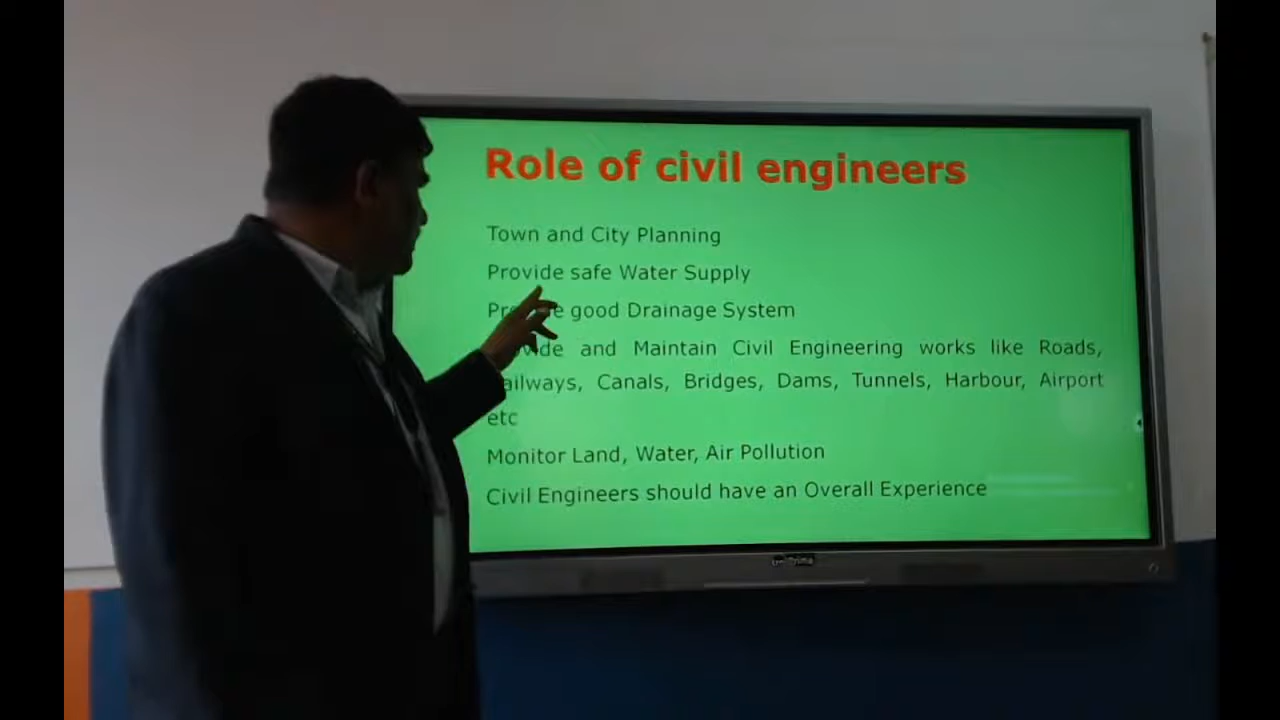 Role of civil engineers
Town and City Planning
Provide safe Water Supply
good Drainage System
and Maintain Civil Engineering works like Roads,
Canals, Bridges, Dams, Tunnels, Harbour, Airport
etc
Monitor Land, Water, Air Pollution
Civil Engineers should have an Overall Experience